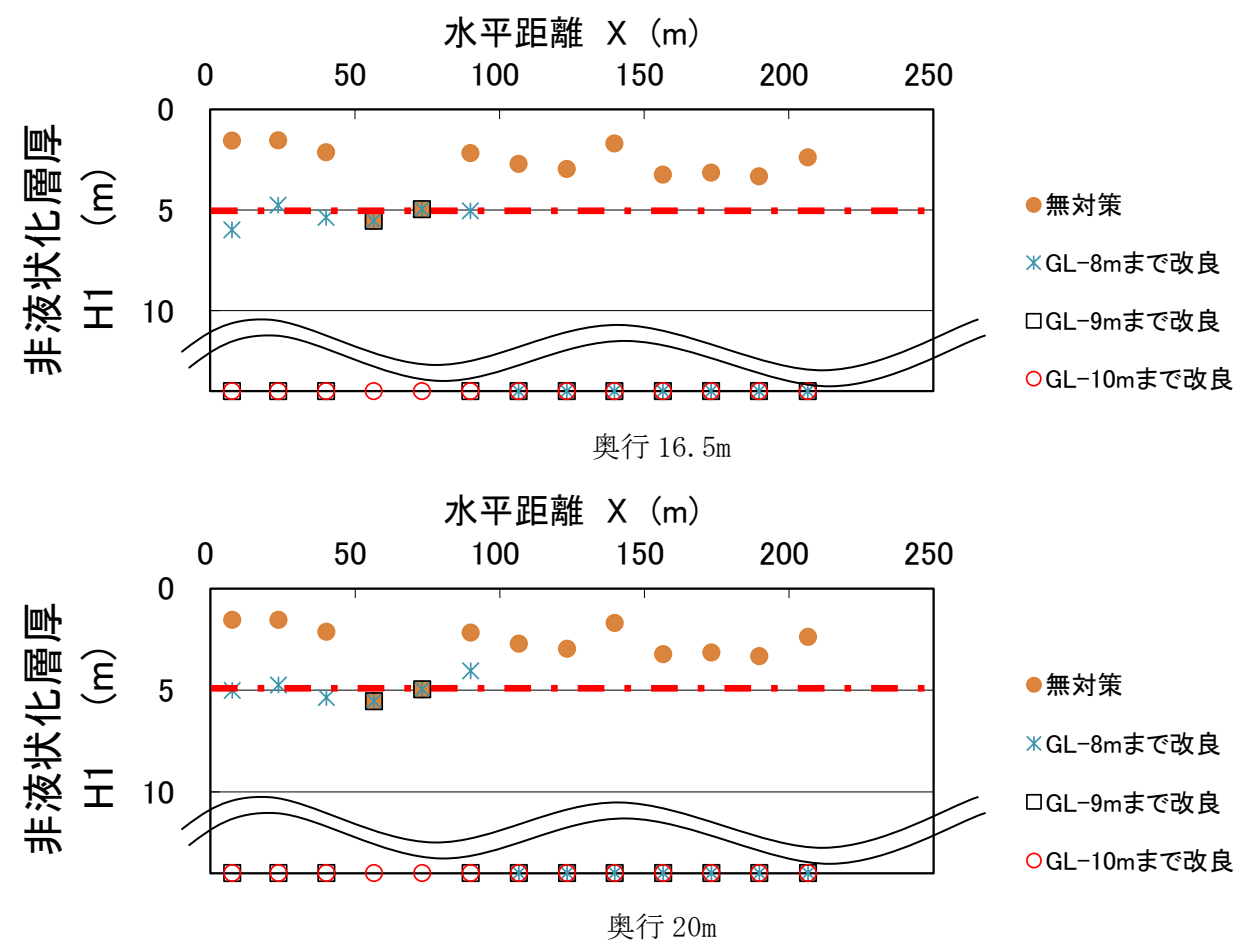 水平距離 X (m)
0 50 100 150 200 250
非液状化層厚
H1 (m)
0
5
10
無対策
GL-8mまで改良
GL-9mまで改良
GL-10mまで改良
奥行 16.5m
水平距離 X (m)
0 50 100 150 200 250
非液状化層厚
H1 (m)
0
5
10
無対策
GL-8mまで改良
GL-9mまで改良
GL-10mまで改良
奥行 20m